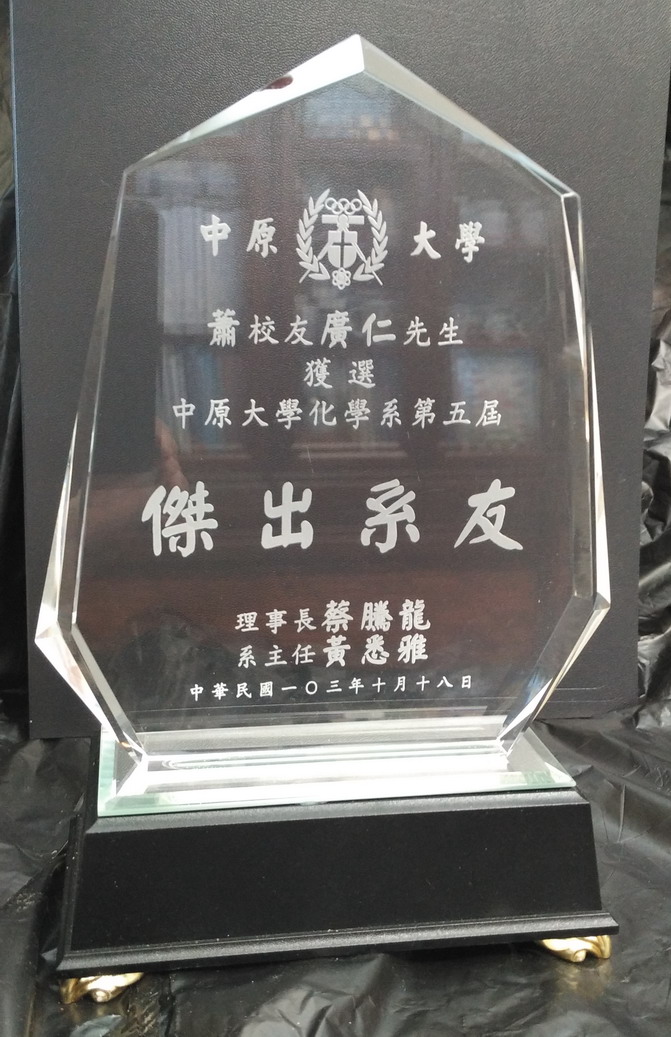 中原大學
蕭校友廣仁先生
獲選
中原大學化學系第五屆
傑出系友
理事長蔡騰龍
系主任黃悉雅
中華民國一〇三年十月十八日